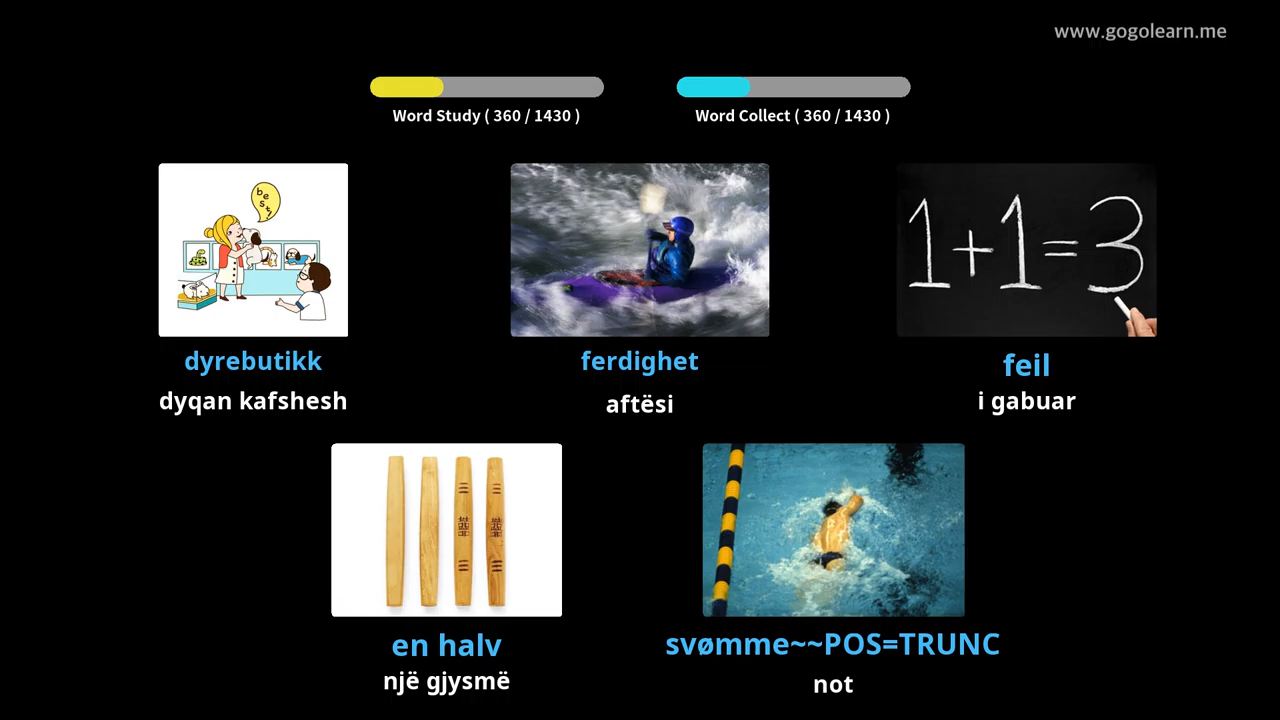 www.gogolearn.me
Word Study ( 360 / 1430 )
Word Collect ( 360 / 1430 )
best!
1+1=3
dyrebutikk
ferdighet
feil
dyqan kafshesh
aftësi
i gabuar
en halv
svømme~~POS=TRUNC
një gjysmë
not